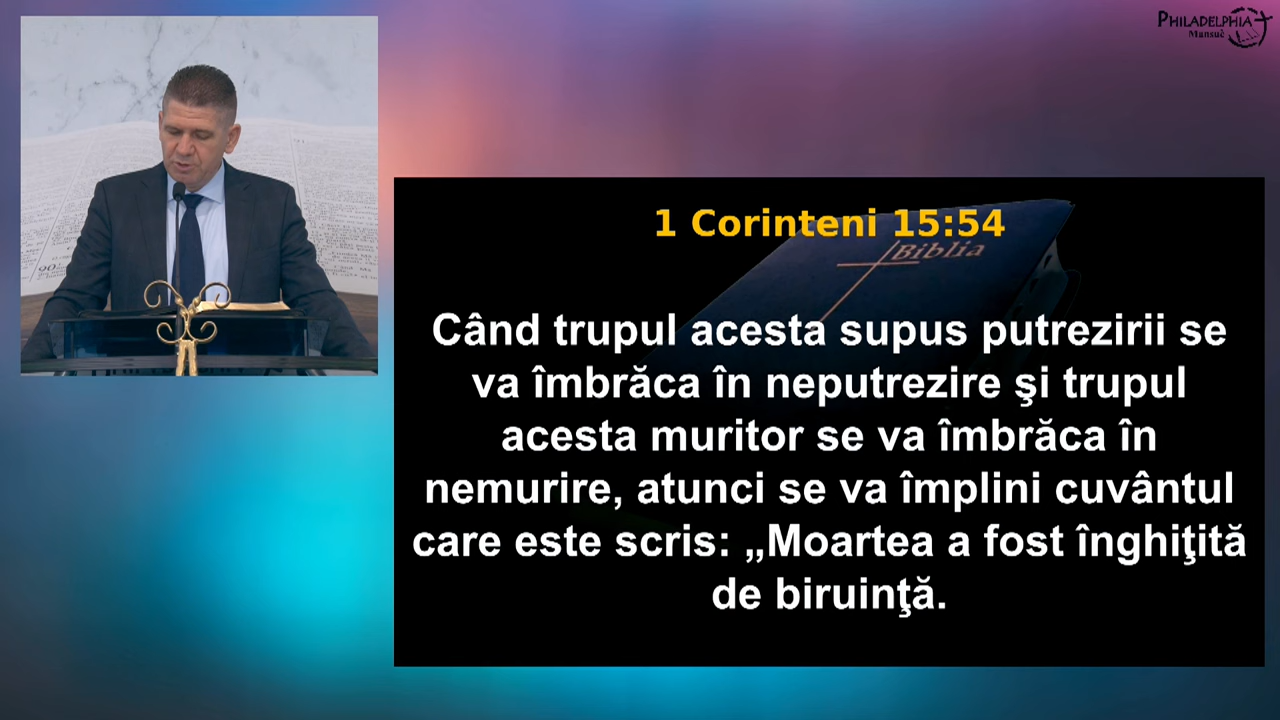 PHILADELPHIA
Mansuè
1 Corinteni 15:54
Biblia
Când trupul acesta supus putrezirii se
va îmbrăca în neputrezire şi trupul
acesta muritor se va îmbrăca în
nemurire, atunci se va împlini cuvântul
care este scris: „Moartea a fost înghiţită
de biruinţă.